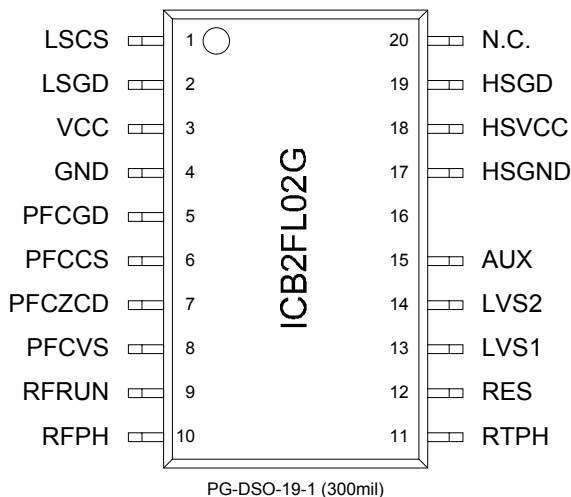 LSCS 1 20 N.C.
LSGD 2 19 HSGD
VCC 3 18 HSVCC
GND 4 17 HSGND
PFCGD 5 16
PFCCS 6 15 AUX
PFCZCD 7 14 LVS2
PFCVS 8 13 LVS1
RFRUN 9 12 RES
RFPH 10 11 RTPH
ICB2FL02G
PG-DSO-19-1 (300mil)